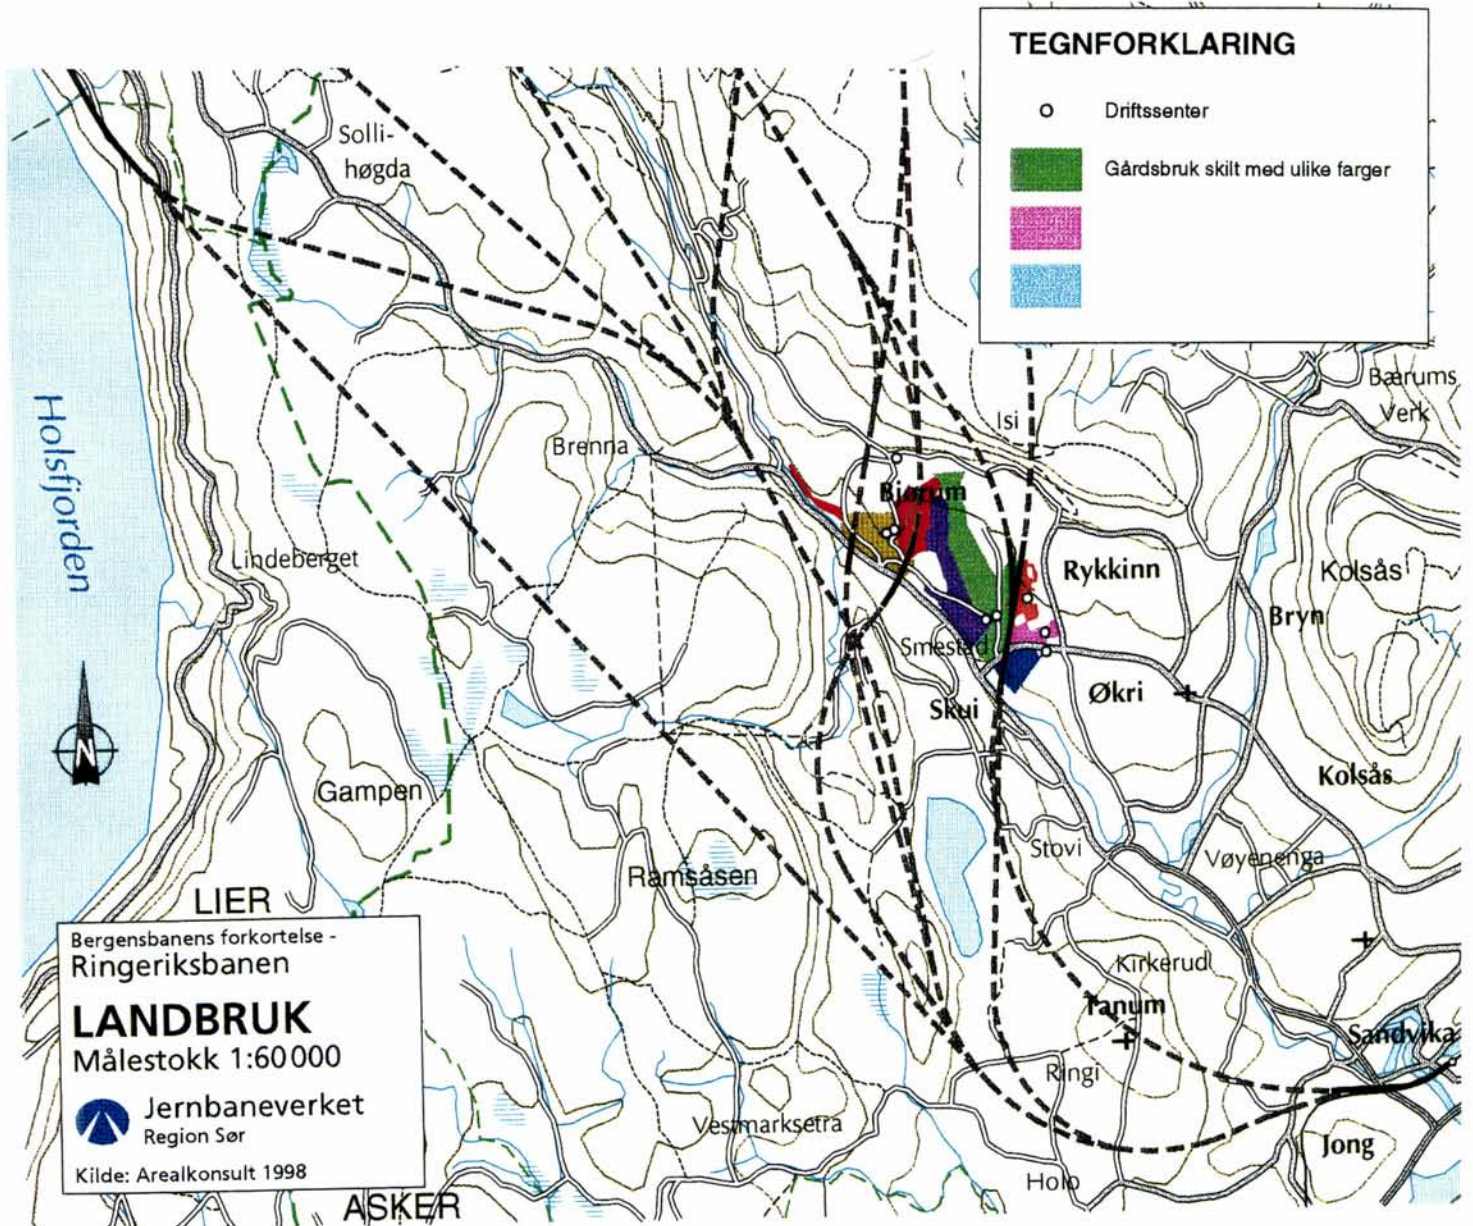 TEGNFORKLARING
Driftssenter
Gårdsbruk skilt med ulike farger
Solli-
høgda
Bærums
Verk
Holsfjorden
Isi
Brenna
Bjørum
Lindeberget
Rykkinn
Kolsås
Bryn
Smestad
Økri
Skui
N
Gampen
Kolsås
Stovi
Vøyenenga
Ramsåsen
LIER
Kirkerud
Tanum
Sandvika
Ringi
Vestmarksetra
Jong
Holo
ASKER
Bergensbanens forkortelse -
Ringeriksbanen
LANDBRUK
Målestokk 1:60 000
Jernbaneverket
Region Sør
Kilde: Arealkonsult 1998